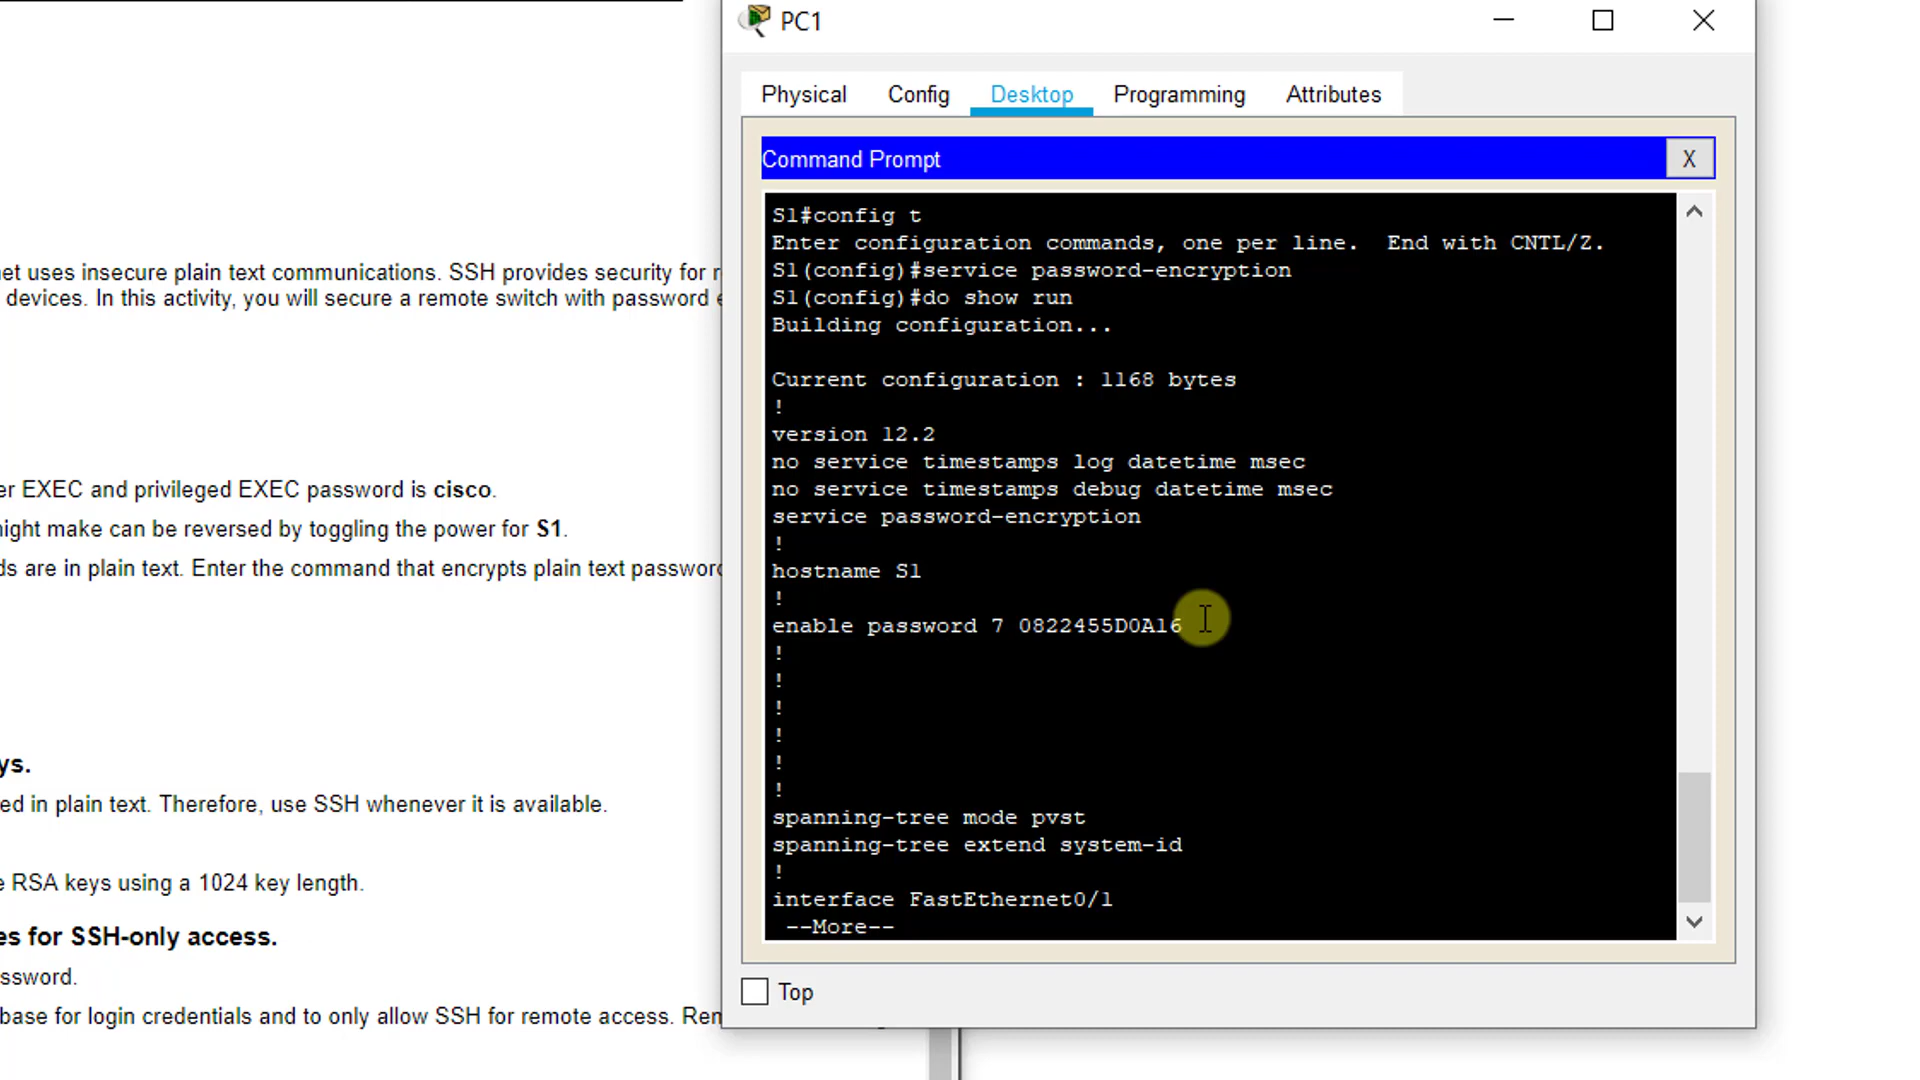 et uses insecure plain text communications. SSH provides security for
devices. In this activity, you will secure a remote switch with password
er EXEC and privileged EXEC password is cisco.
might make can be reversed by toggling the power for S1.
ds are in plain text. Enter the command that encrypts plain text passwor
ys.
ed in plain text. Therefore, use SSH whenever it is available.
e RSA keys using a 1024 key length.
es for SSH-only access.
ssword.
base for login credentials and to only allow SSH for remote access. Ren
PC1
Physical Config Desktop Programming Attributes
Command Prompt X
S1#config t
Enter configuration commands, one per line.  End with CNTL/Z.
S1(config)#service password-encryption
S1(config)#do show run
Building configuration...
Current configuration : 1168 bytes
!
version 12.2
no service timestamps log datetime msec
no service timestamps debug datetime msec
service password-encryption
!
hostname S1
!
enable password 7 0822455D0A16
!
!
!
!
!
!
spanning-tree mode pvst
spanning-tree extend system-id
!
interface FastEthernet0/1
--More--
Top